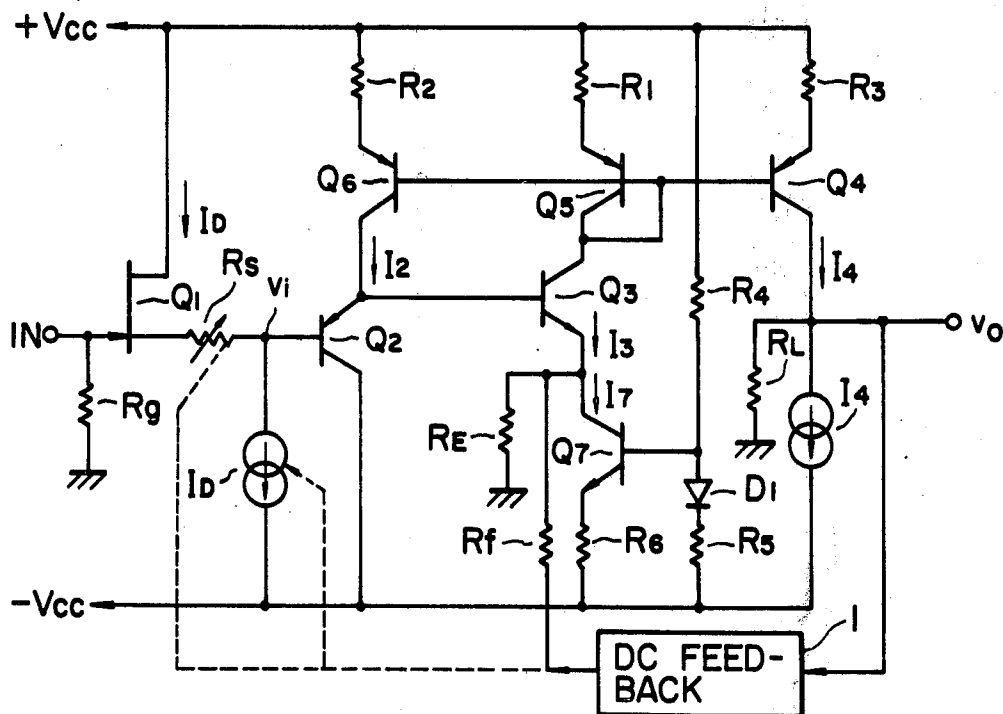 +Vcc
R2
R1
R3
Q6
Q5
Q4
ID
I2
I4
Rs
Q1
vi
Q3
R4
IN
Q2
vo
I3
RL
Rg
I7
I4
RE
Q7
ID
D1
Rf
R6
R5
-Vcc
1
DC FEED-
BACK